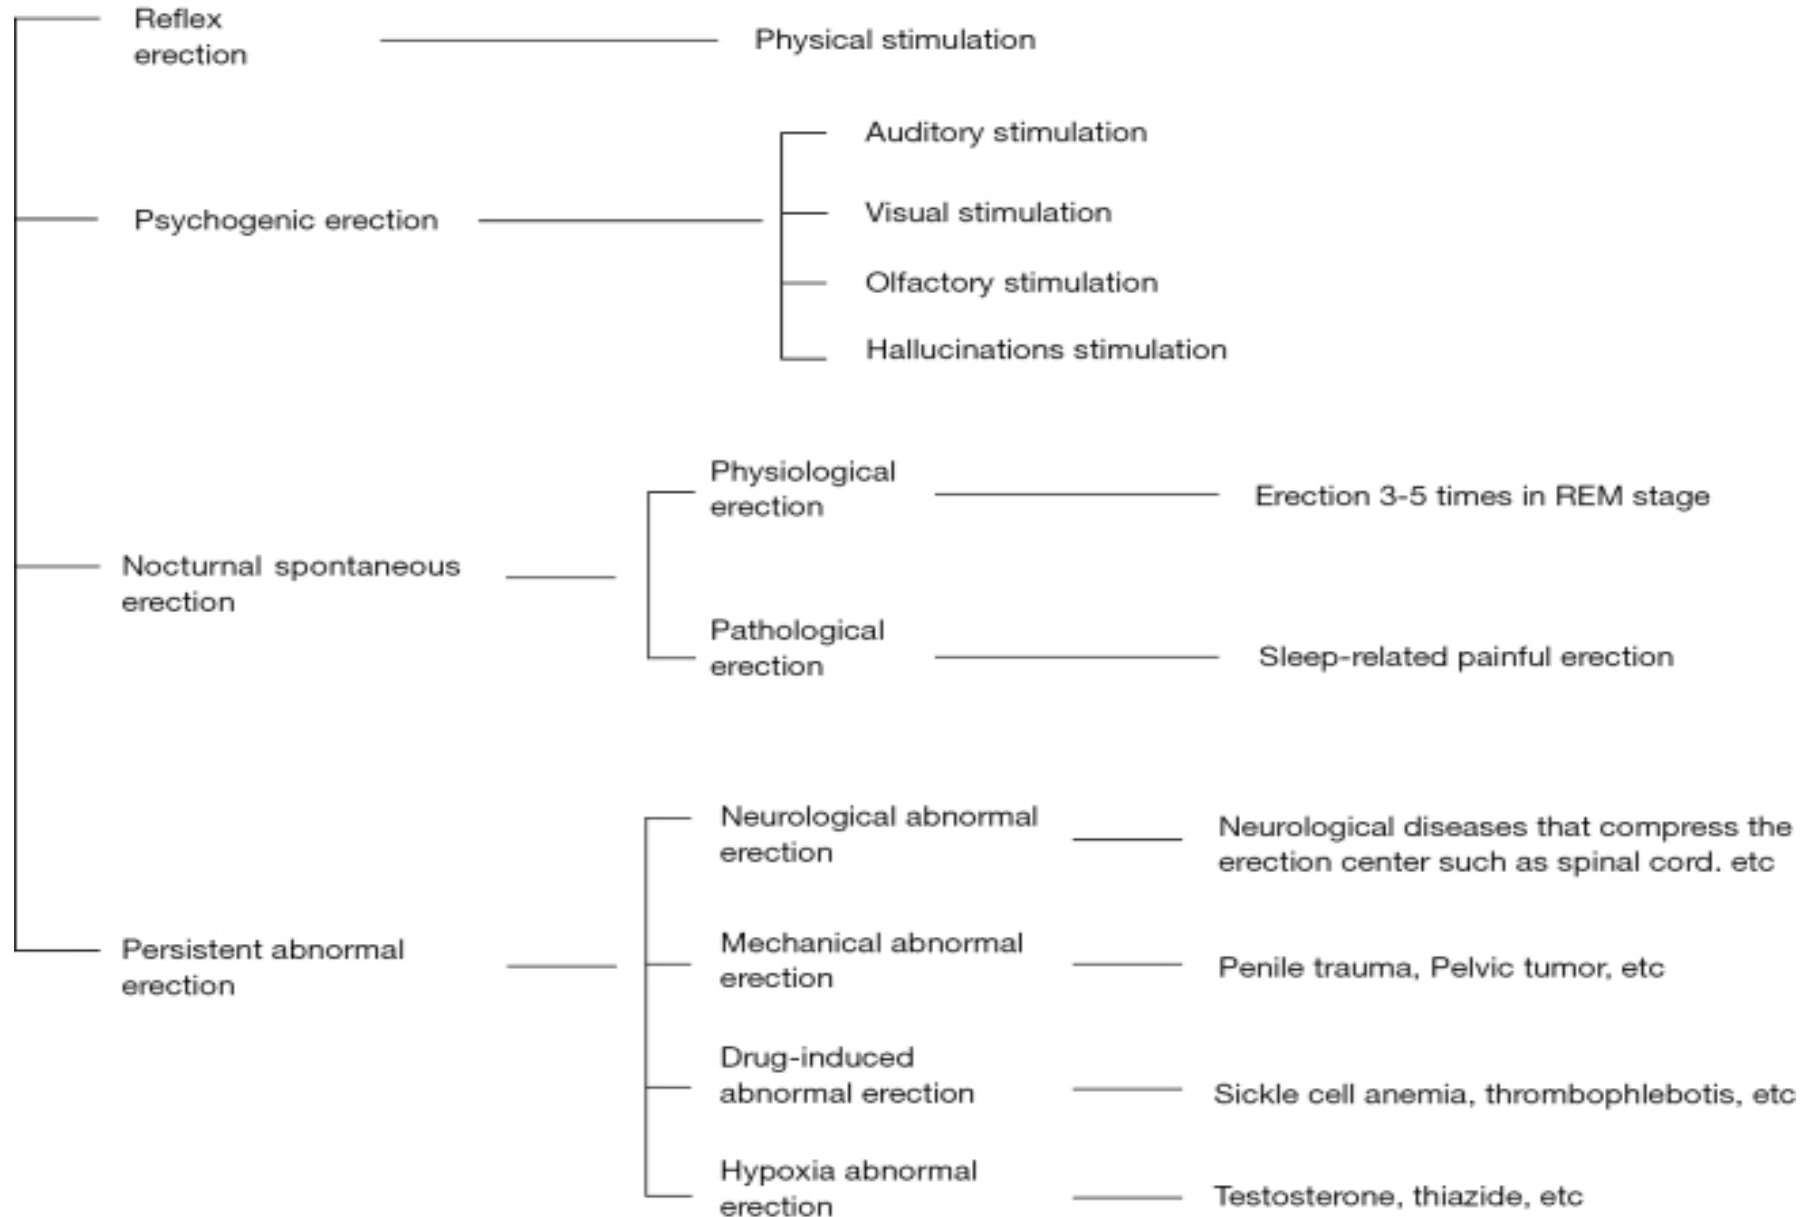 Reflex
erection
Physical stimulation
Psychogenic erection
Auditory stimulation
Visual stimulation
Olfactory stimulation
Hallucinations stimulation
Nocturnal spontaneous
erection
Physiological
erection
Erection 3-5 times in REM stage
Pathological
erection
Sleep-related painful erection
Persistent abnormal
erection
Neurological abnormal
erection
Neurological diseases that compress the
erection center such as spinal cord. etc
Mechanical abnormal
erection
Penile trauma, Pelvic tumor, etc
Drug-induced
abnormal erection
Sickle cell anemia, thrombophlebotis, etc
Hypoxia abnormal
erection
Testosterone, thiazide, etc